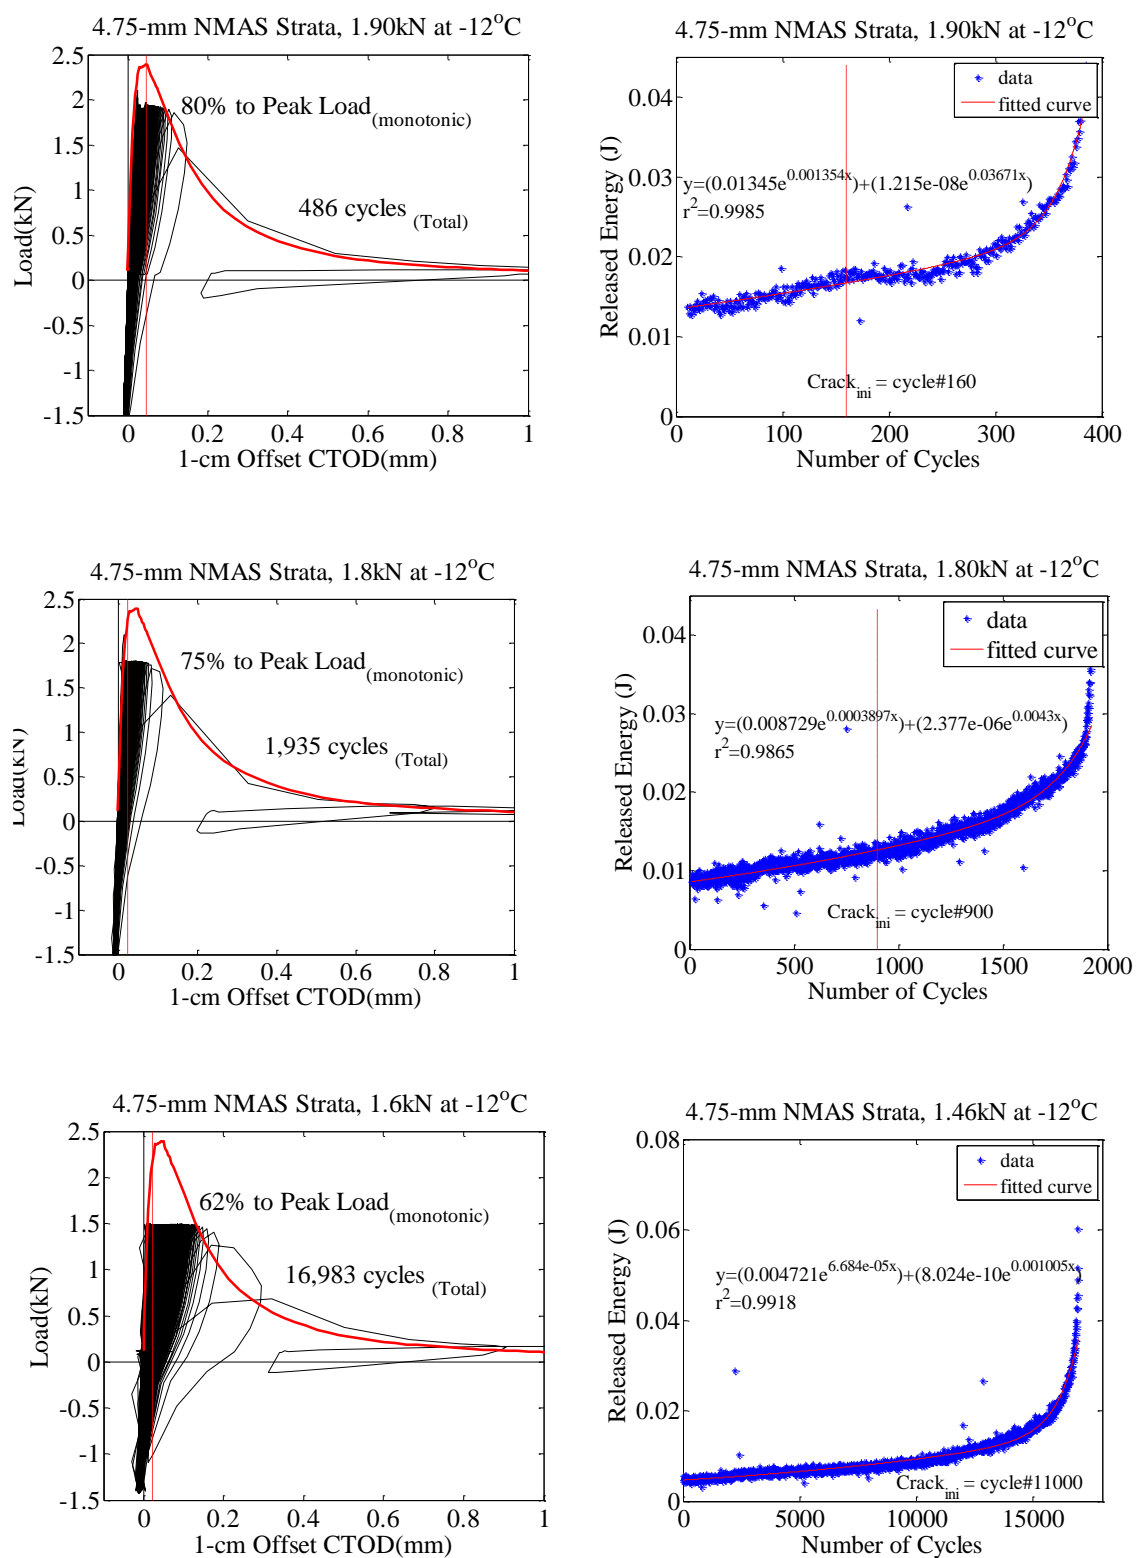 4.75-mm NMAS Strata, 1.90kN at -12°C
2.5
2
1.5
1
0.5
0
-0.5
-1
-1.5
Load(kN)
80% to Peak Load(monotonic)
486 cycles (Total)
0 0.2 0.4 0.6 0.8 1
1-cm Offset CTOD(mm)
4.75-mm NMAS Strata, 1.90kN at -12°C
0.04
0.03
0.02
0.01
0
Released Energy (J)
data
fitted curve
y=(0.01345e^0.001354x)+(1.215e-08e^0.03671x)
r^2=0.9985
Crack_ini = cycle#160
0 100 200 300 400
Number of Cycles
4.75-mm NMAS Strata, 1.8kN at -12°C
2.5
2
1.5
1
0.5
0
-0.5
-1
-1.5
Load(kN)
75% to Peak Load(monotonic)
1,935 cycles (Total)
0 0.2 0.4 0.6 0.8 1
1-cm Offset CTOD(mm)
4.75-mm NMAS Strata, 1.80kN at -12°C
0.04
0.03
0.02
0.01
0
Released Energy (J)
data
fitted curve
y=(0.008729e^0.0003897x)+(2.377e-06e^0.0043x)
r^2=0.9865
Crack_ini = cycle#900
0 500 1000 1500 2000
Number of Cycles
4.75-mm NMAS Strata, 1.6kN at -12°C
2.5
2
1.5
1
0.5
0
-0.5
-1
-1.5
Load(kN)
62% to Peak Load(monotonic)
16,983 cycles (Total)
0 0.2 0.4 0.6 0.8 1
1-cm Offset CTOD(mm)
4.75-mm NMAS Strata, 1.46kN at -12°C
0.08
0.06
0.04
0.02
0
Released Energy (J)
data
fitted curve
y=(0.004721e^6.684e-05x)+(8.024e-10e^0.001005x)
r^2=0.9918
Crack_ini = cycle#11000
0 5000 10000 15000
Number of Cycles